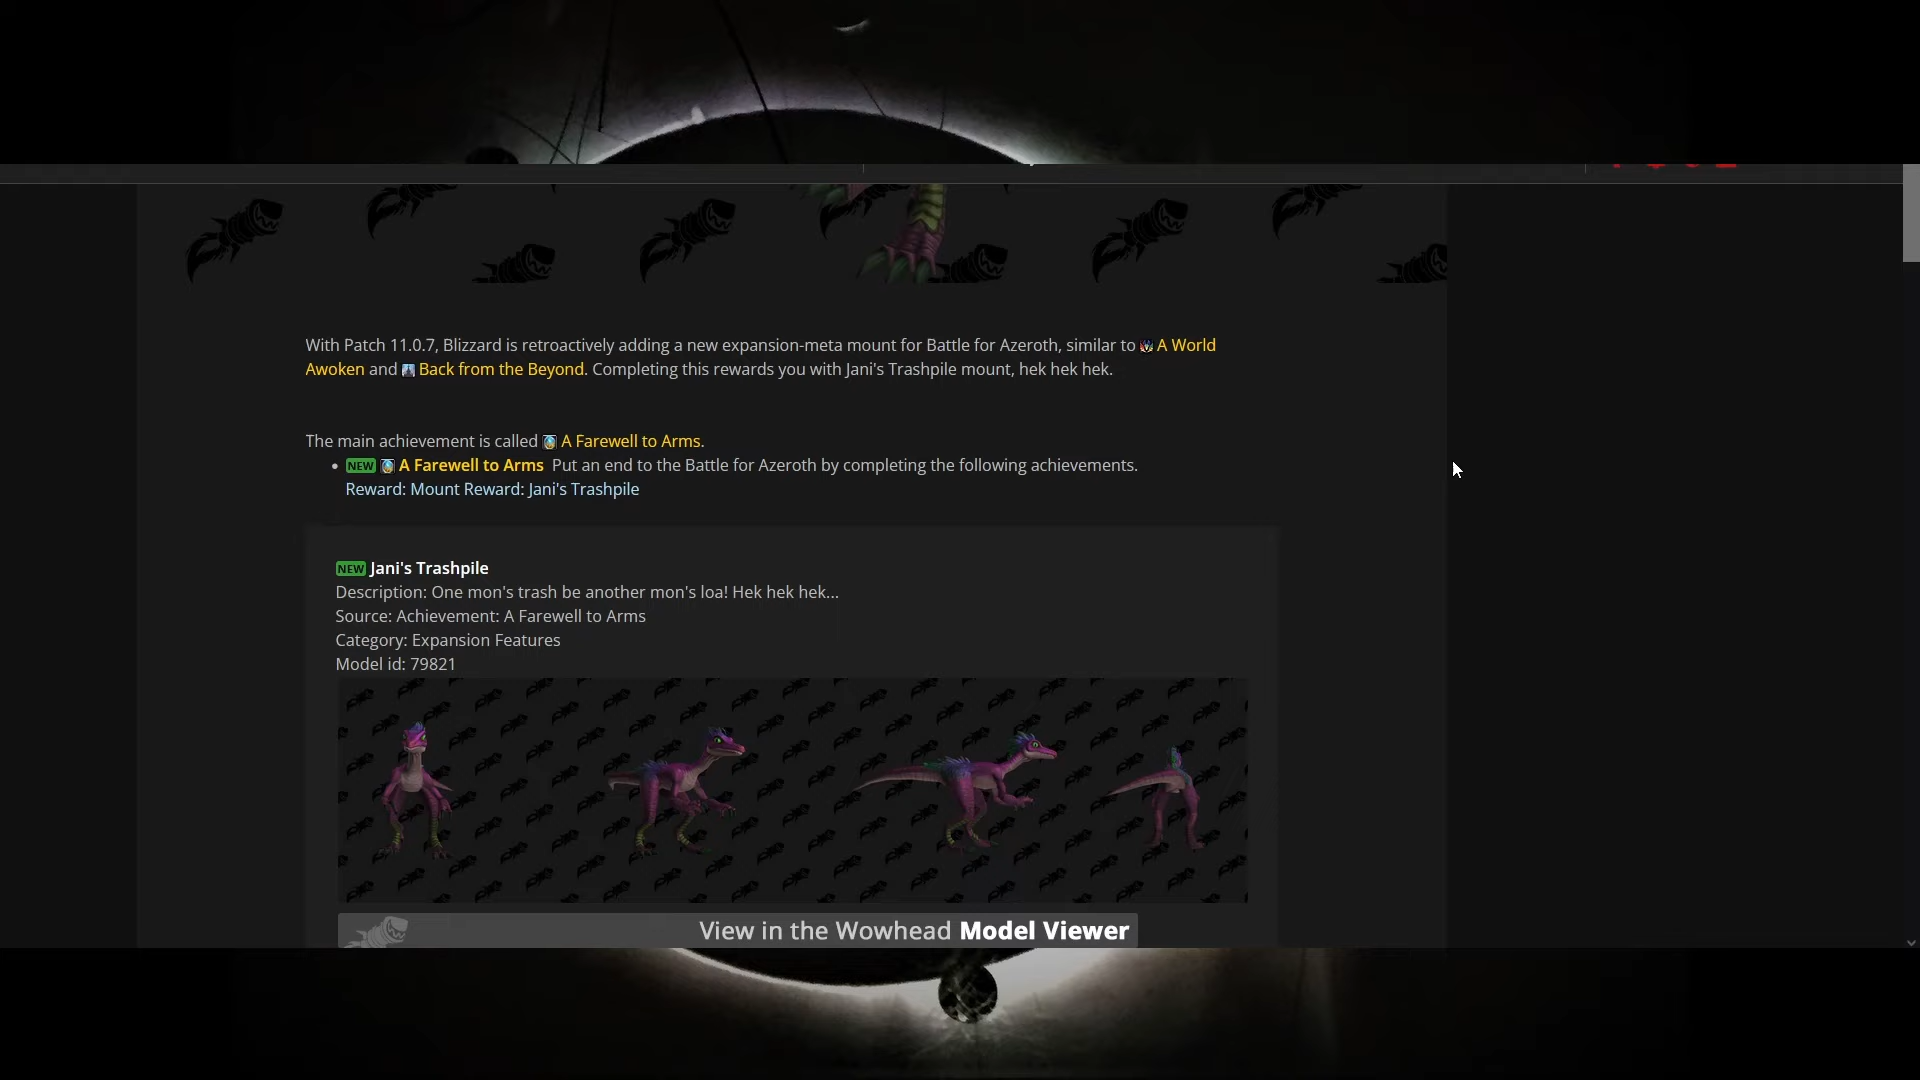 With Patch 11.0.7, Blizzard is retroactively adding a new expansion-meta mount for Battle for Azeroth, similar to A World
Awoken and Back from the Beyond. Completing this rewards you with Jani's Trashpile mount, hek hek hek.
The main achievement is called A Farewell to Arms.
• NEW A Farewell to Arms Put an end to the Battle for Azeroth by completing the following achievements.
Reward: Mount Reward: Jani's Trashpile
NEW Jani's Trashpile
Description: One mon's trash be another mon's loa! Hek hek hek...
Source: Achievement: A Farewell to Arms
Category: Expansion Features
Model id: 79821
View in the Wowhead Model Viewer